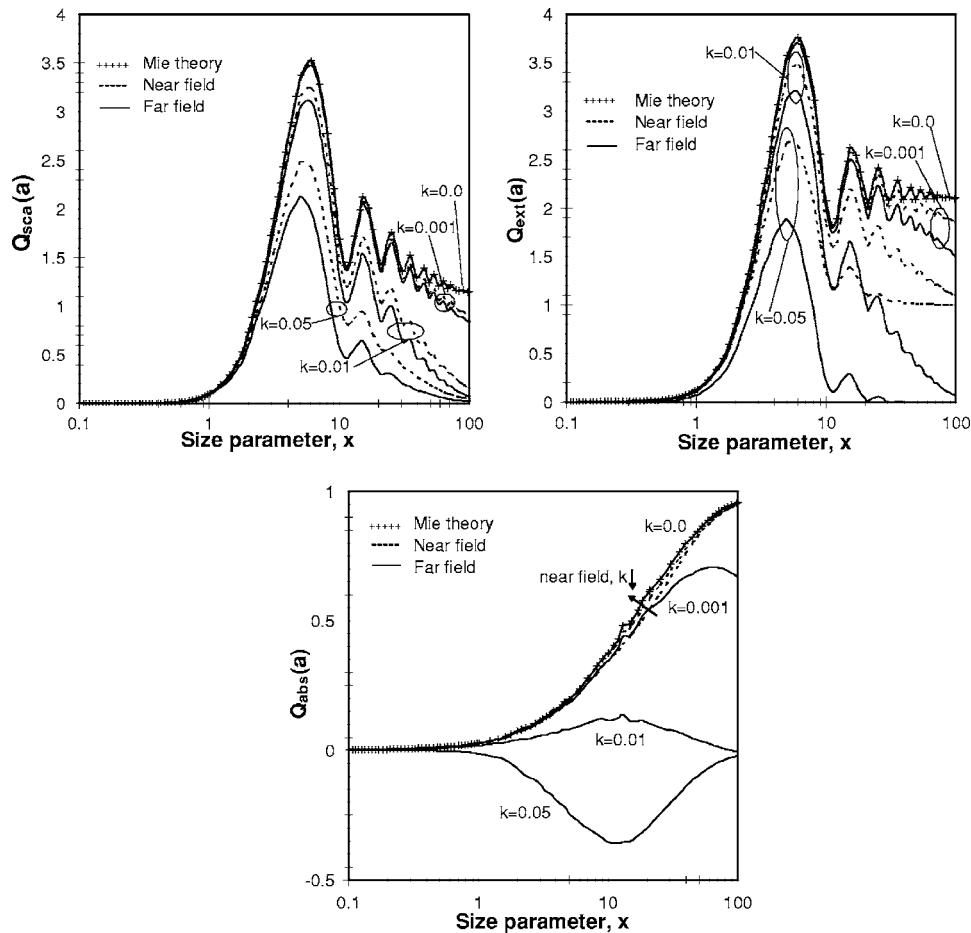 4
3.5
3
2.5
2
1.5
1
0.5
0
Qsca(a)
+++++ Mie theory
Near field
Far field
k=0.0
k=0.001
k=0.05
k=0.01
0.1
1
10
100
Size parameter, x
4
3.5
3
2.5
2
1.5
1
0.5
0
Qext(a)
k=0.01
+++++ Mie theory
Near field
Far field
k=0.0
k=0.001
k=0.05
0.1
1
10
100
Size parameter, x
1
0.5
0
-0.5
Qabs(a)
+++++ Mie theory
Near field
Far field
k=0.0
near field, k↓
k=0.001
k=0.01
k=0.05
0.1
1
10
100
Size parameter, x